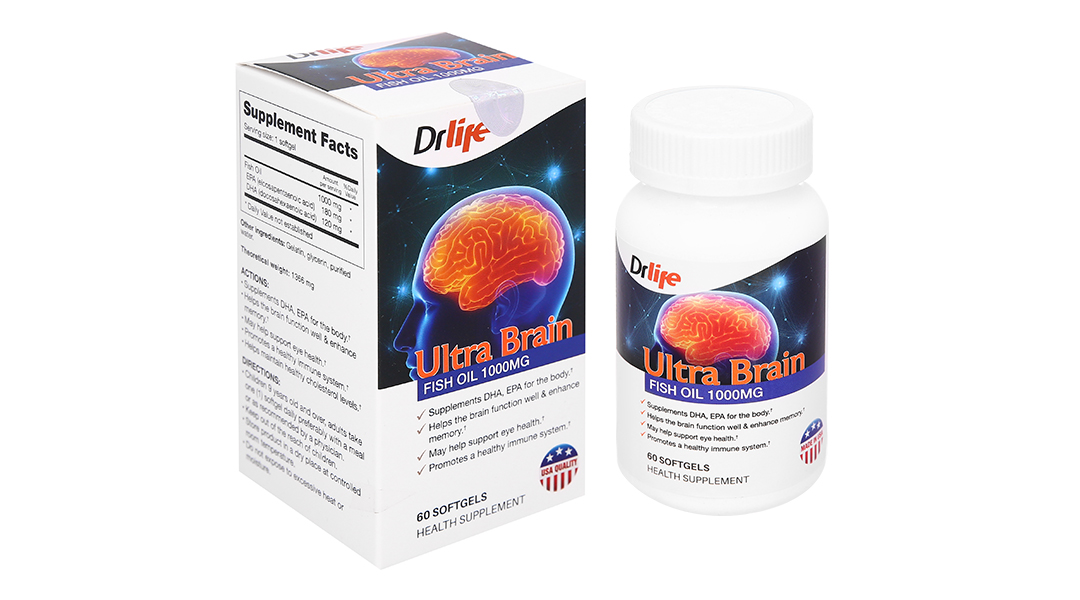 Drlife
Ultra Brain
FISH OIL 1000MG
Supplement Facts
Serving size: 1 softgel
Amount per serving
%Daily Value
Fish Oil 1000 mg *
EPA (eicosapentaenoic acid) 180 mg *
DHA (docosahexaenoic acid) 120 mg *
* Daily Value not established
Other ingredients: Gelatin, glycerin, purified
water.
Theoretical weight: 1366 mg
ACTIONS:
- Supplements DHA, EPA for the body.†
- Helps the brain function well & enhance
memory.†
- May help support eye health.†
- Promotes a healthy immune system.†
- Helps maintain healthy cholesterol levels.†
DIRECTIONS:
- Children 9 years old and over, adults take
one (1) softgel daily preferably with a meal
or as recommended by a physician.
- Keep out of the reach of children.
- Store product in a dry place at controlled
room temperature.
- Do not expose to excessive heat or
moisture.
Drlife
Ultra Brain
FISH OIL 1000MG
✓ Supplements DHA, EPA for the body.†
✓ Helps the brain function well & enhance
memory.†
✓ May help support eye health.†
✓ Promotes a healthy immune system.†
USA QUALITY
60 SOFTGELS
HEALTH SUPPLEMENT
Drlife
Ultra Brain
FISH OIL 1000MG
✓ Supplements DHA, EPA for the body.†
✓ Helps the brain function well & enhance memory.†
✓ May help support eye health.†
✓ Promotes a healthy immune system.†
MADE IN USA
60 SOFTGELS
HEALTH SUPPLEMENT